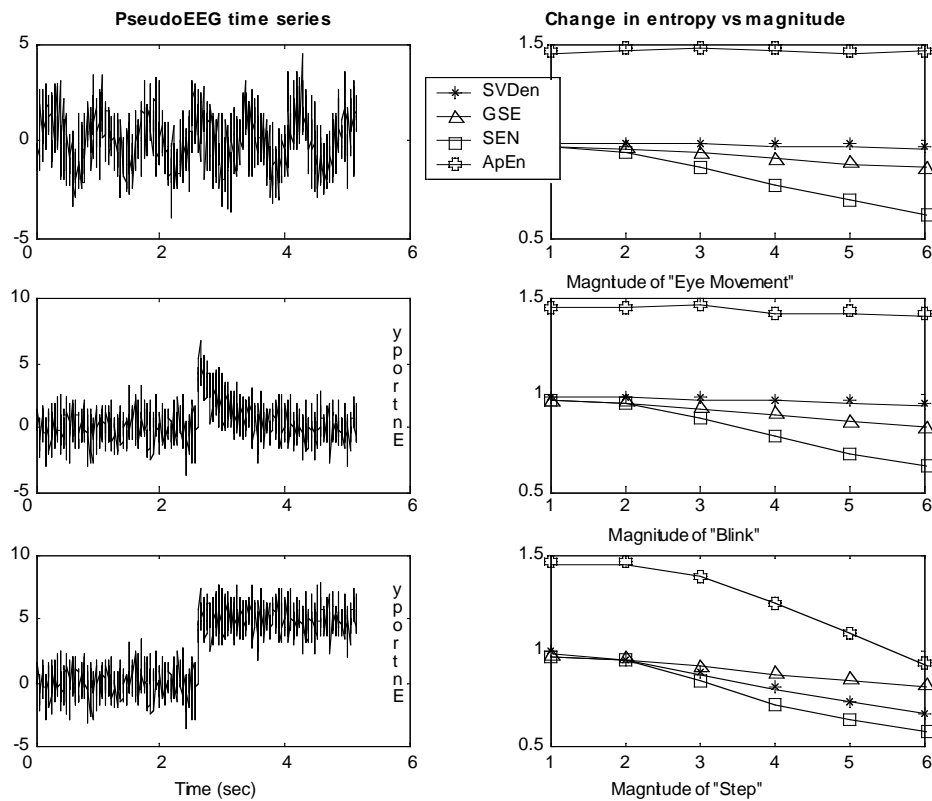 PseudoEEG time series
Change in entropy vs magnitude
5
0
-5
0 2 4 6
1.5
0.5
1 2 3 4 5 6
SVDen
GSE
SEN
ApEn
Magntude of "Eye Movement"
10
5
0
-5
0 2 4 6
y
p
o
r
t
n
E
1.5
1
0.5
1 2 3 4 5 6
Magnitude of "Blink"
10
5
0
-5
0 2 4 6
Time (sec)
y
p
o
r
t
n
E
1.5
1
0.5
1 2 3 4 5 6
Magnitude of "Step"